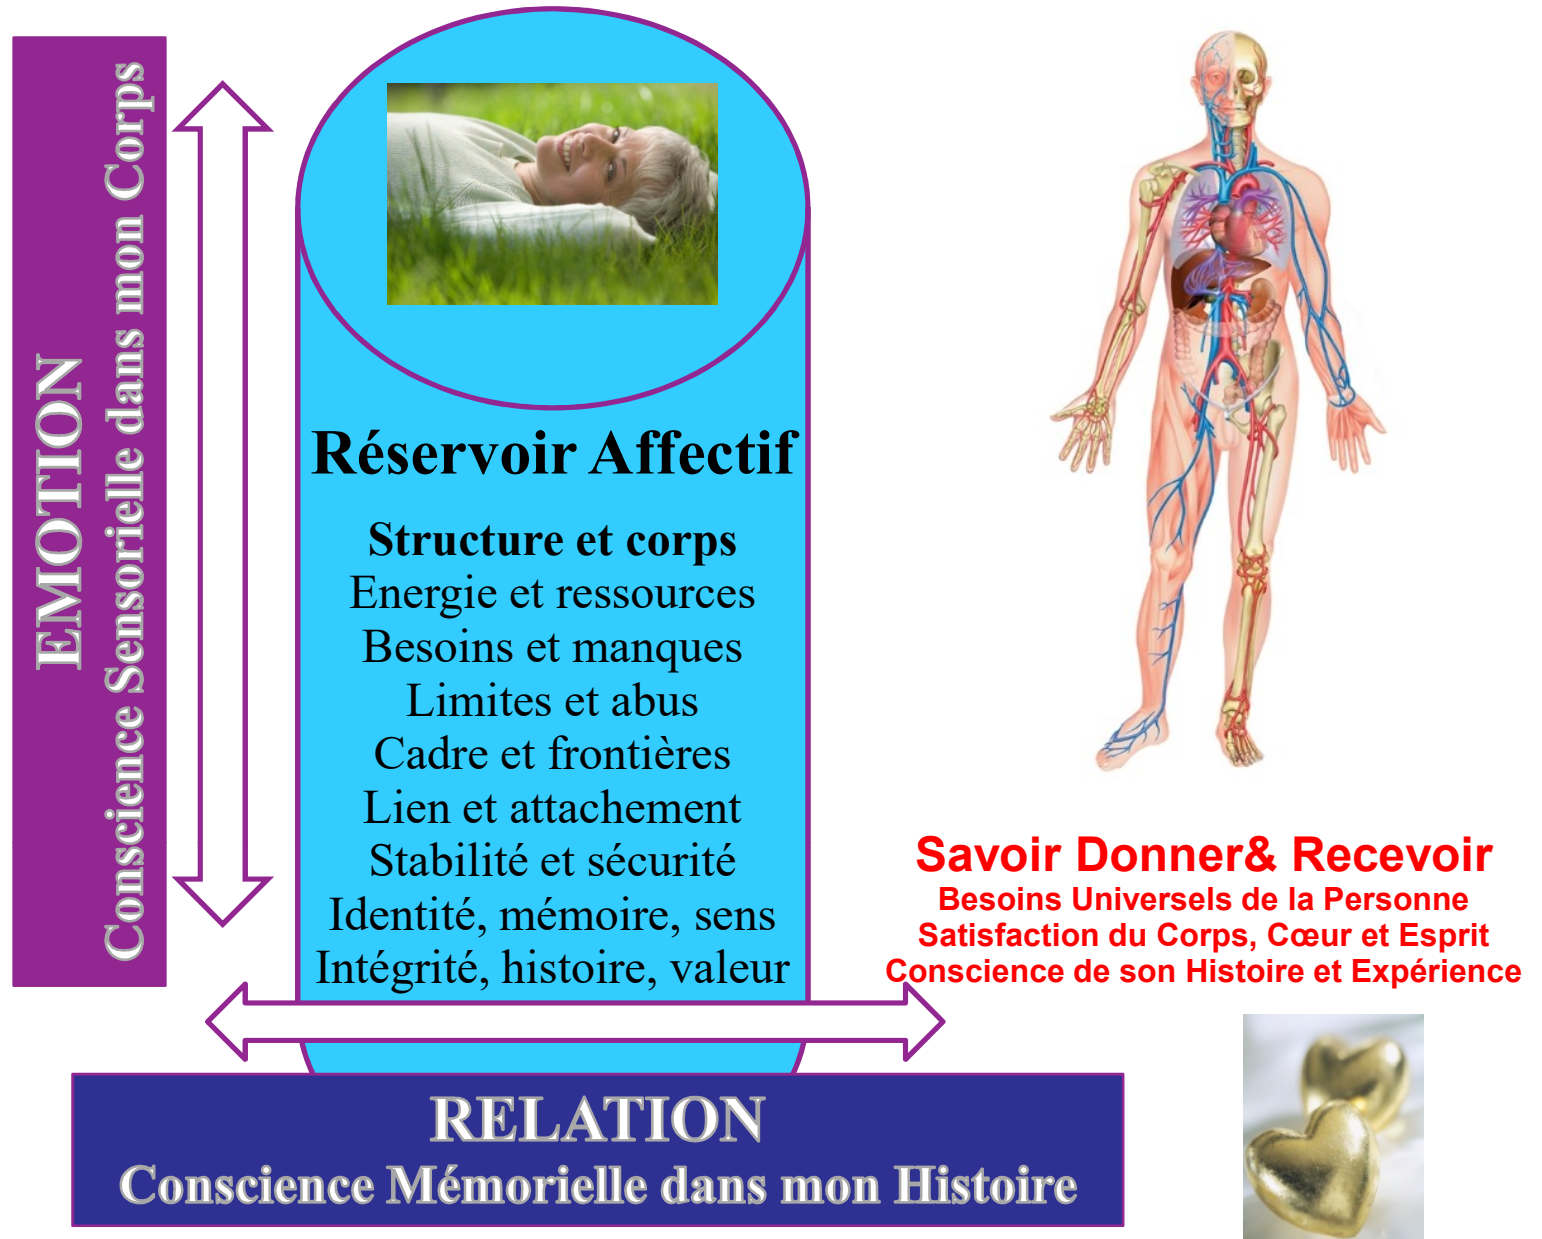 EMOTION
Conscience Sensorielle dans mon Corps
Réservoir Affectif
Structure et corps
Energie et ressources
Besoins et manques
Limites et abus
Cadre et frontières
Lien et attachement
Stabilité et sécurité
Identité, mémoire, sens
Intégrité, histoire, valeur
Savoir Donner& Recevoir
Besoins Universels de la Personne
Satisfaction du Corps, Cœur et Esprit
Conscience de son Histoire et Expérience
RELATION
Conscience Mémorielle dans mon Histoire